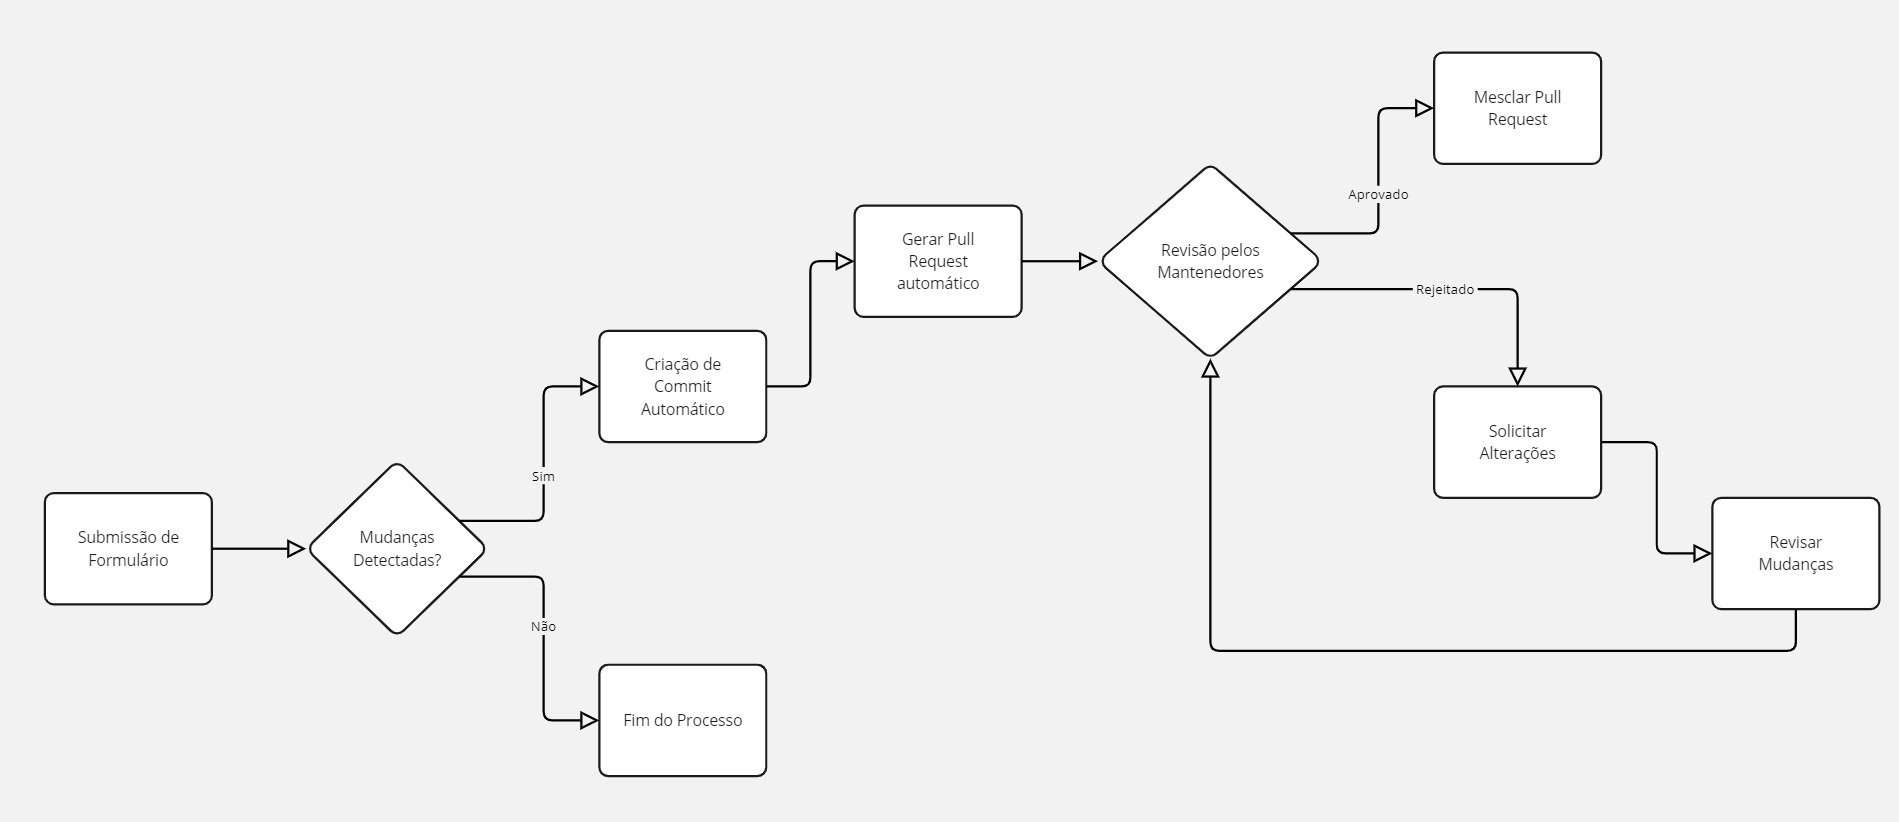 Submissão de
Formulário
Mudanças
Detectadas?
Sim
Não
Criação de
Commit
Automático
Fim do Processo
Gerar Pull
Request
automático
Revisão pelos
Mantenedores
Aprovado
Rejeitado
Mesclar Pull
Request
Solicitar
Alterações
Revisar
Mudanças